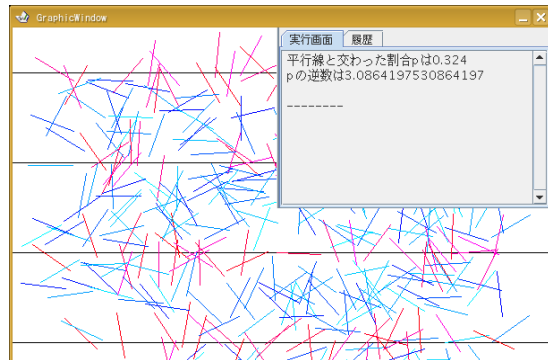 GraphicWindow
実行画面 履歴
平行線と交わった割合pは0.324
pの逆数は3.0864197530864197
--------